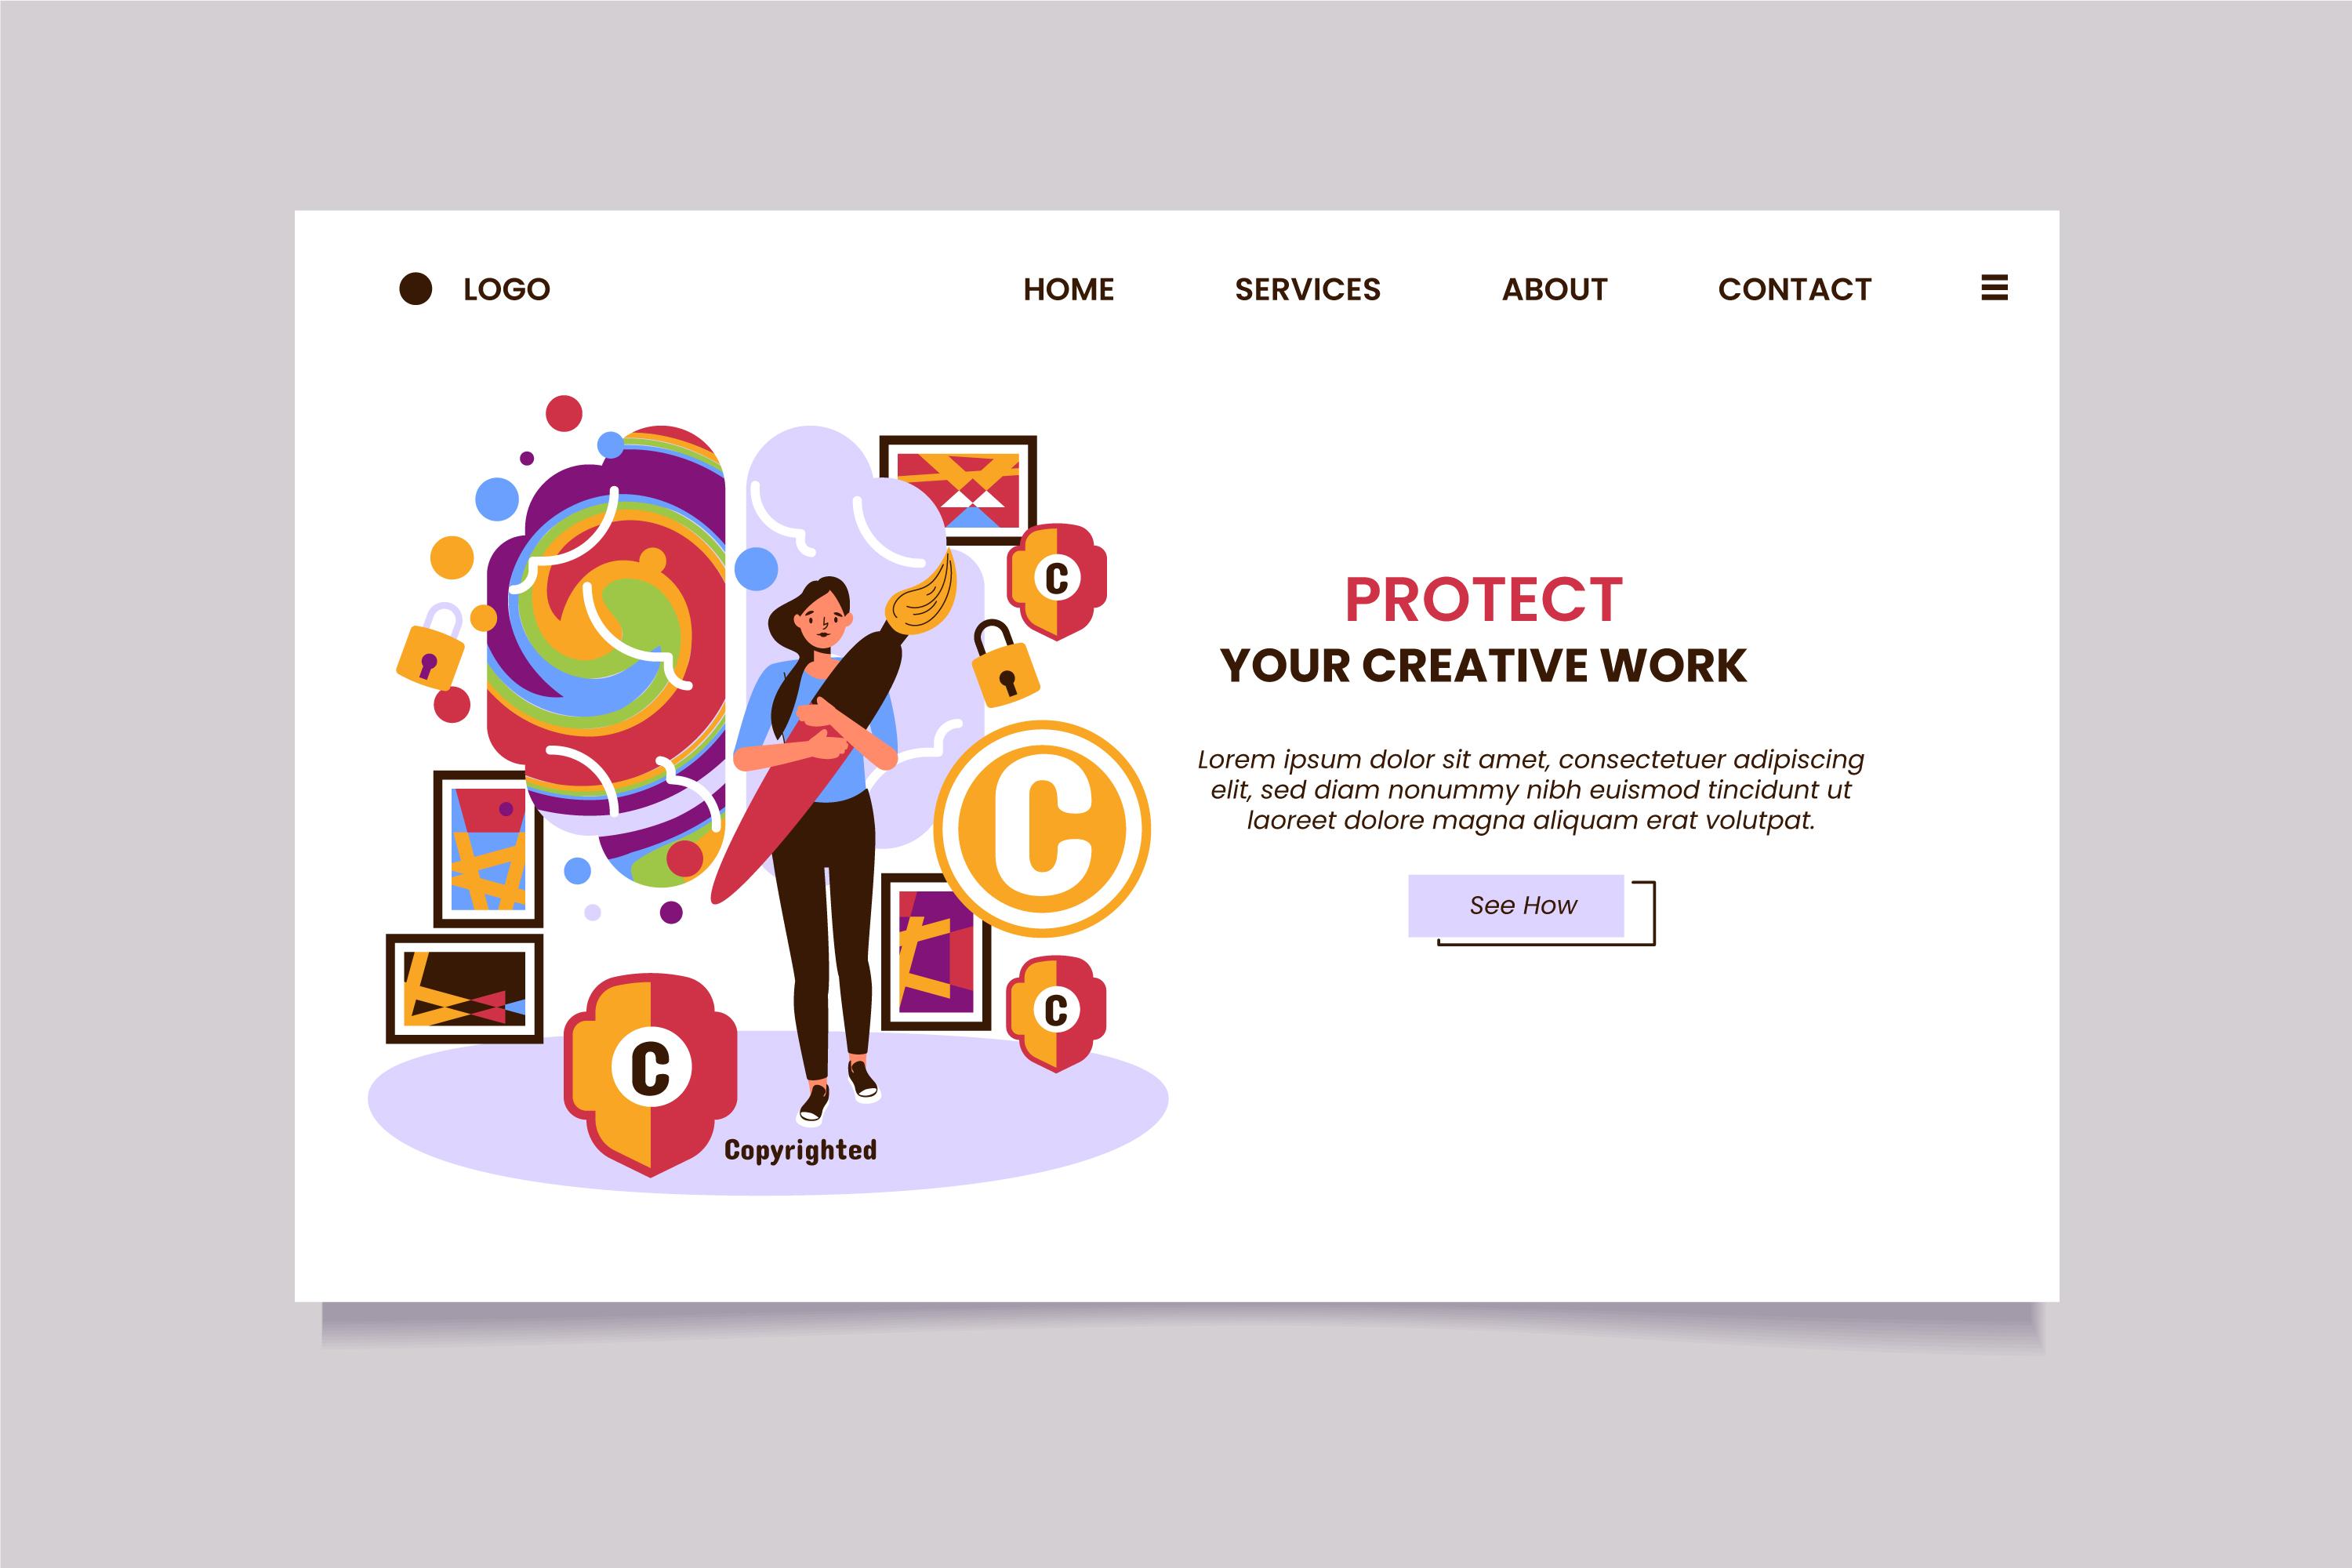 LOGO
HOME
SERVICES
ABOUT
CONTACT
C
PROTECT
YOUR CREATIVE WORK
Lorem ipsum dolor sit amet, consectetuer adipiscing
elit, sed diam nonummy nibh euismod tincidunt ut
laoreet dolore magna aliquam erat volutpat.
C
See How
C
C
Copyrighted